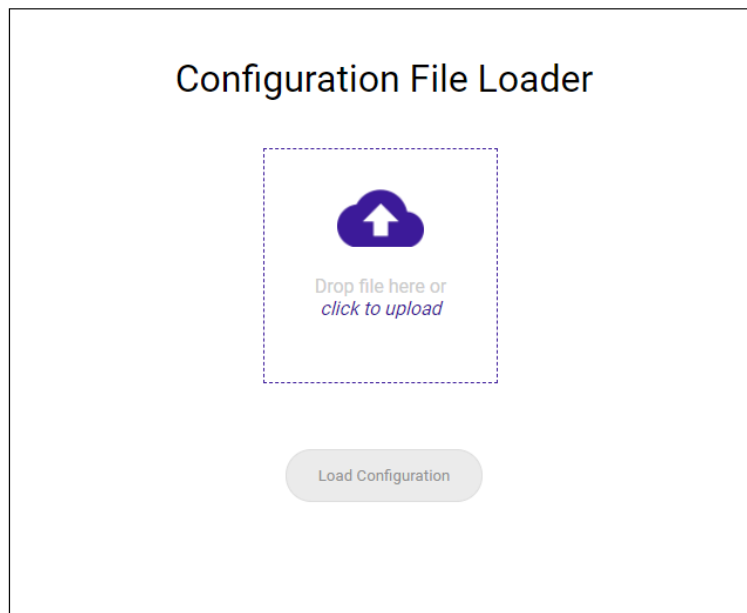 Configuration File Loader
Drop file here or
click to upload
Load Configuration